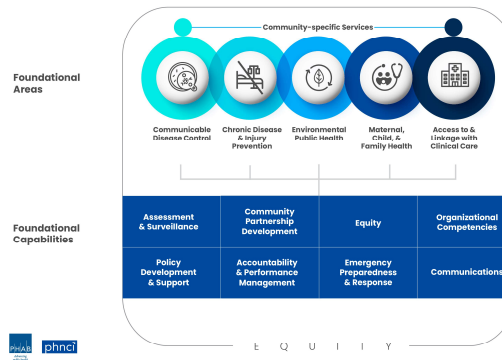 Community-specific Services
Foundational
Areas
Communicable
Disease Control
Chronic Disease
& Injury
Prevention
Environmental
Public Health
Maternal,
Child, &
Family Health
Access to &
Linkage with
Clinical Care
Foundational
Capabilities
Assessment
& Surveillance
Community
Partnership
Development
Equity
Organizational
Competencies
Policy
Development
& Support
Accountability
& Performance
Management
Emergency
Preparedness
& Response
Communications
PHAB
phnci
E Q U I T Y